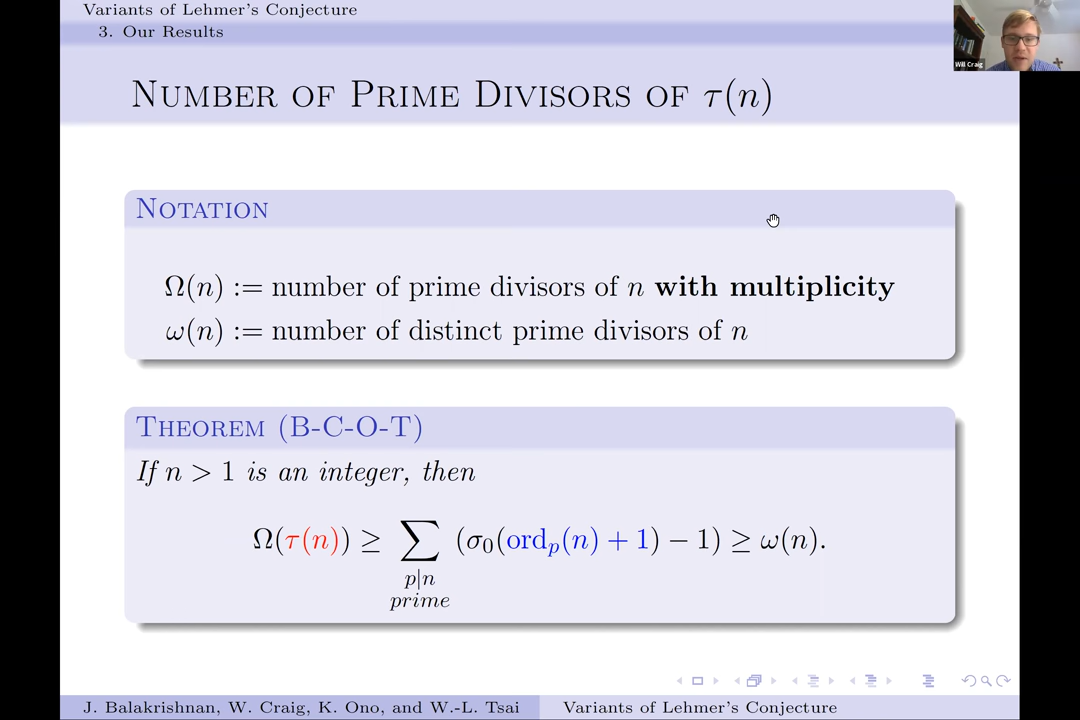 Variants of Lehmer's Conjecture
3. Our Results
Will Craig
Number of Prime Divisors of τ(n)
Notation
Ω(n) := number of prime divisors of n with multiplicity
ω(n) := number of distinct prime divisors of n
Theorem (B-C-O-T)
If n > 1 is an integer, then
Ω(τ(n)) ≥ ∑ (σ₀(ordₚ(n) + 1) − 1) ≥ ω(n).
p|n
prime
J. Balakrishnan, W. Craig, K. Ono, and W.-L. Tsai
Variants of Lehmer's Conjecture